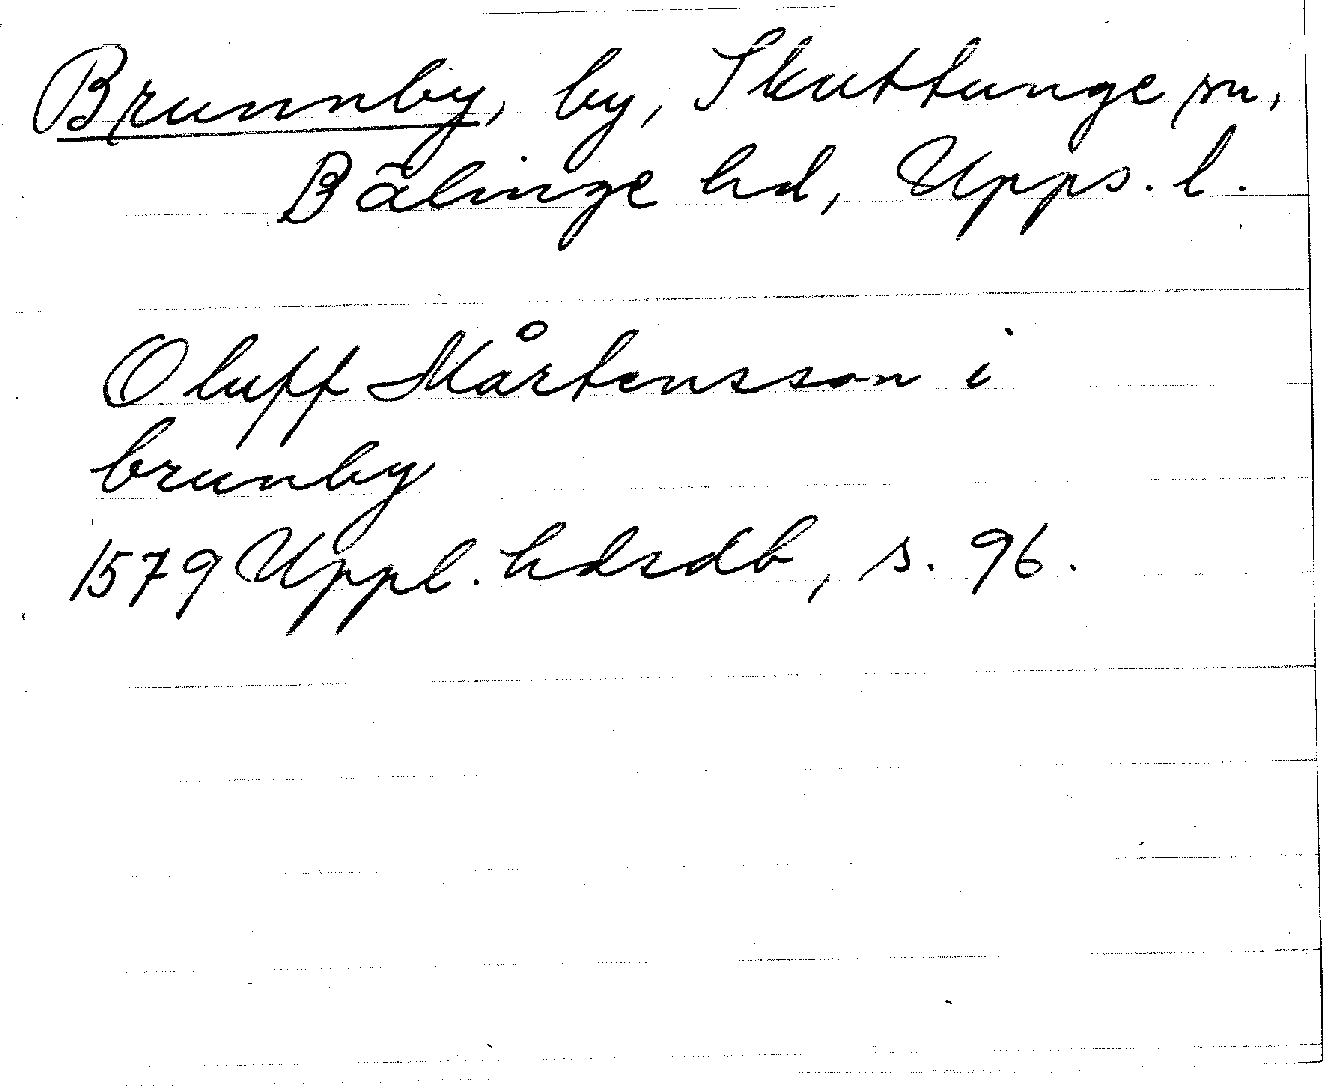 Brunnby, by, Skuttunge sn,
Bälinge hd, Upps. l.
Oluff Mårtensson i
brunby
1579 Uppl. hdrdb, s. 96.